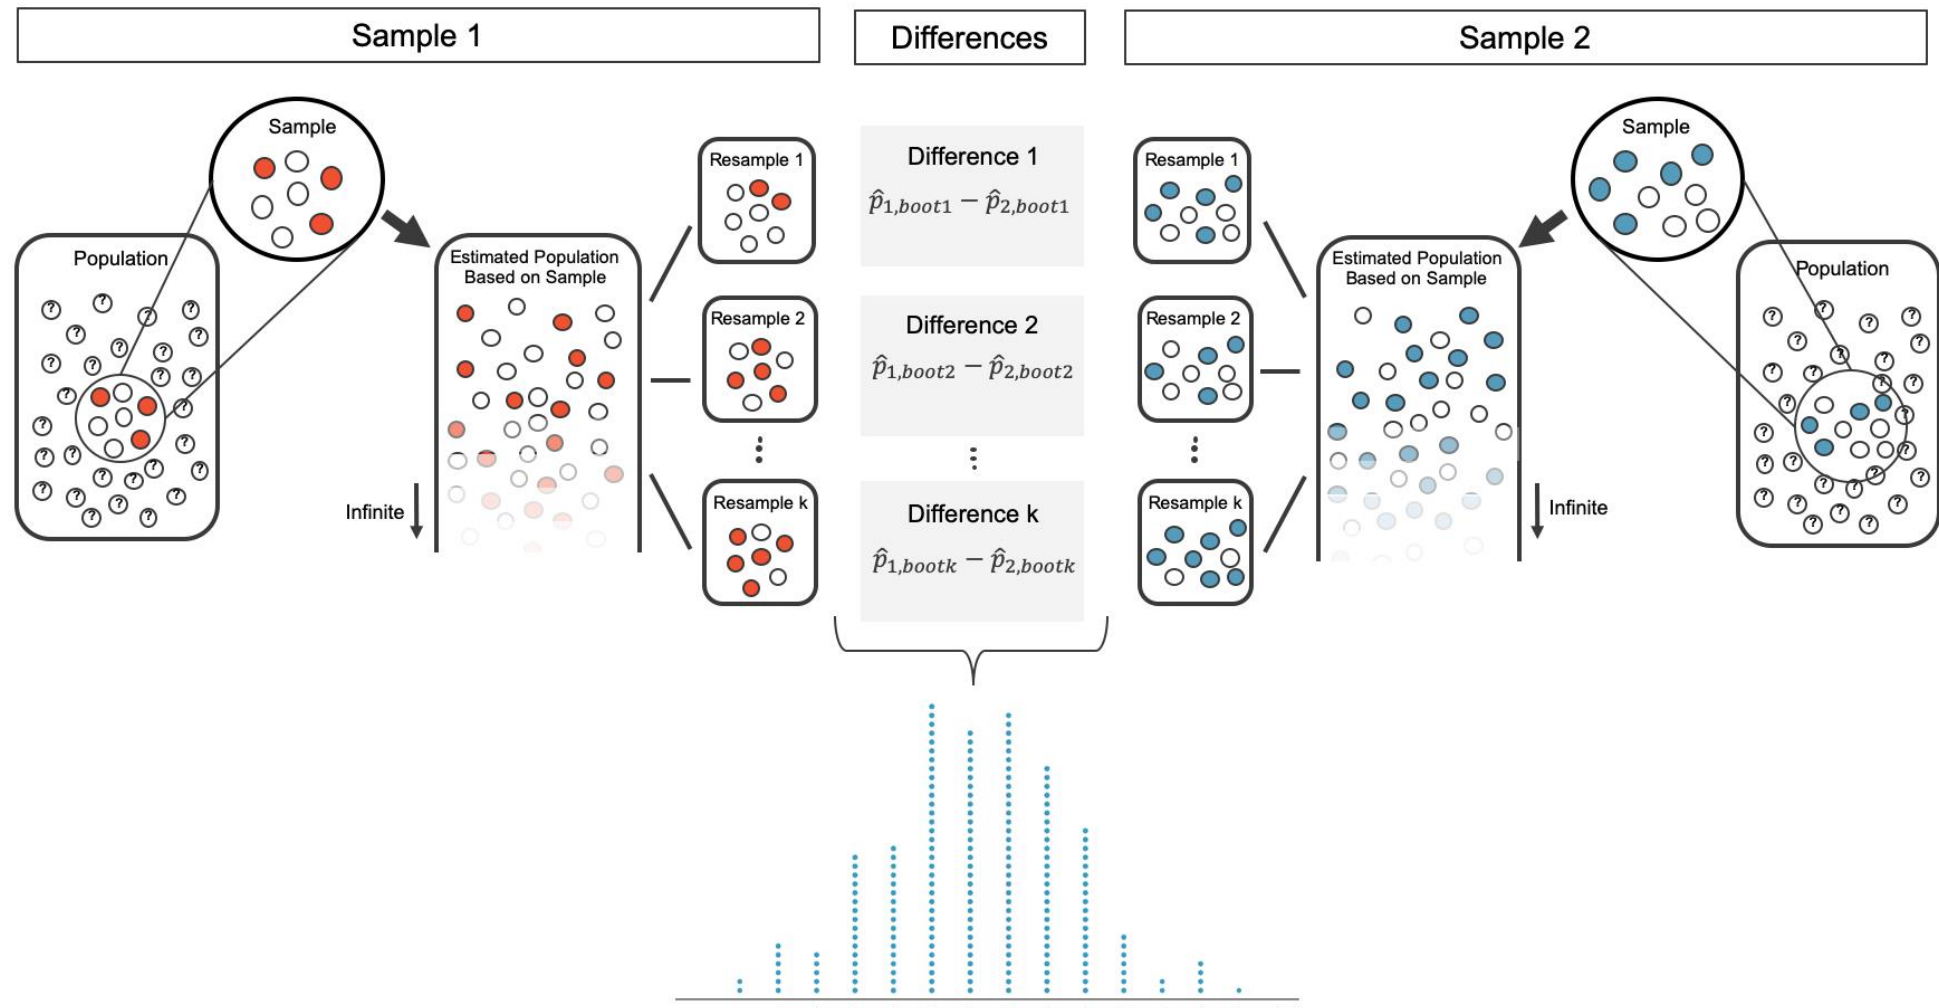 Sample 1
Differences
Sample 2
Sample
Population
Estimated Population
Based on Sample
Infinite
Resample 1
Resample 2
Resample k
Difference 1
p̂1,boot1 − p̂2,boot1
Difference 2
p̂1,boot2 − p̂2,boot2
Difference k
p̂1,bootk − p̂2,bootk
Resample 1
Resample 2
Resample k
Estimated Population
Based on Sample
Infinite
Sample
Population